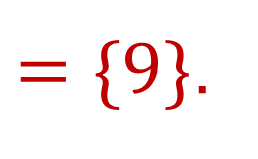 = {9}.